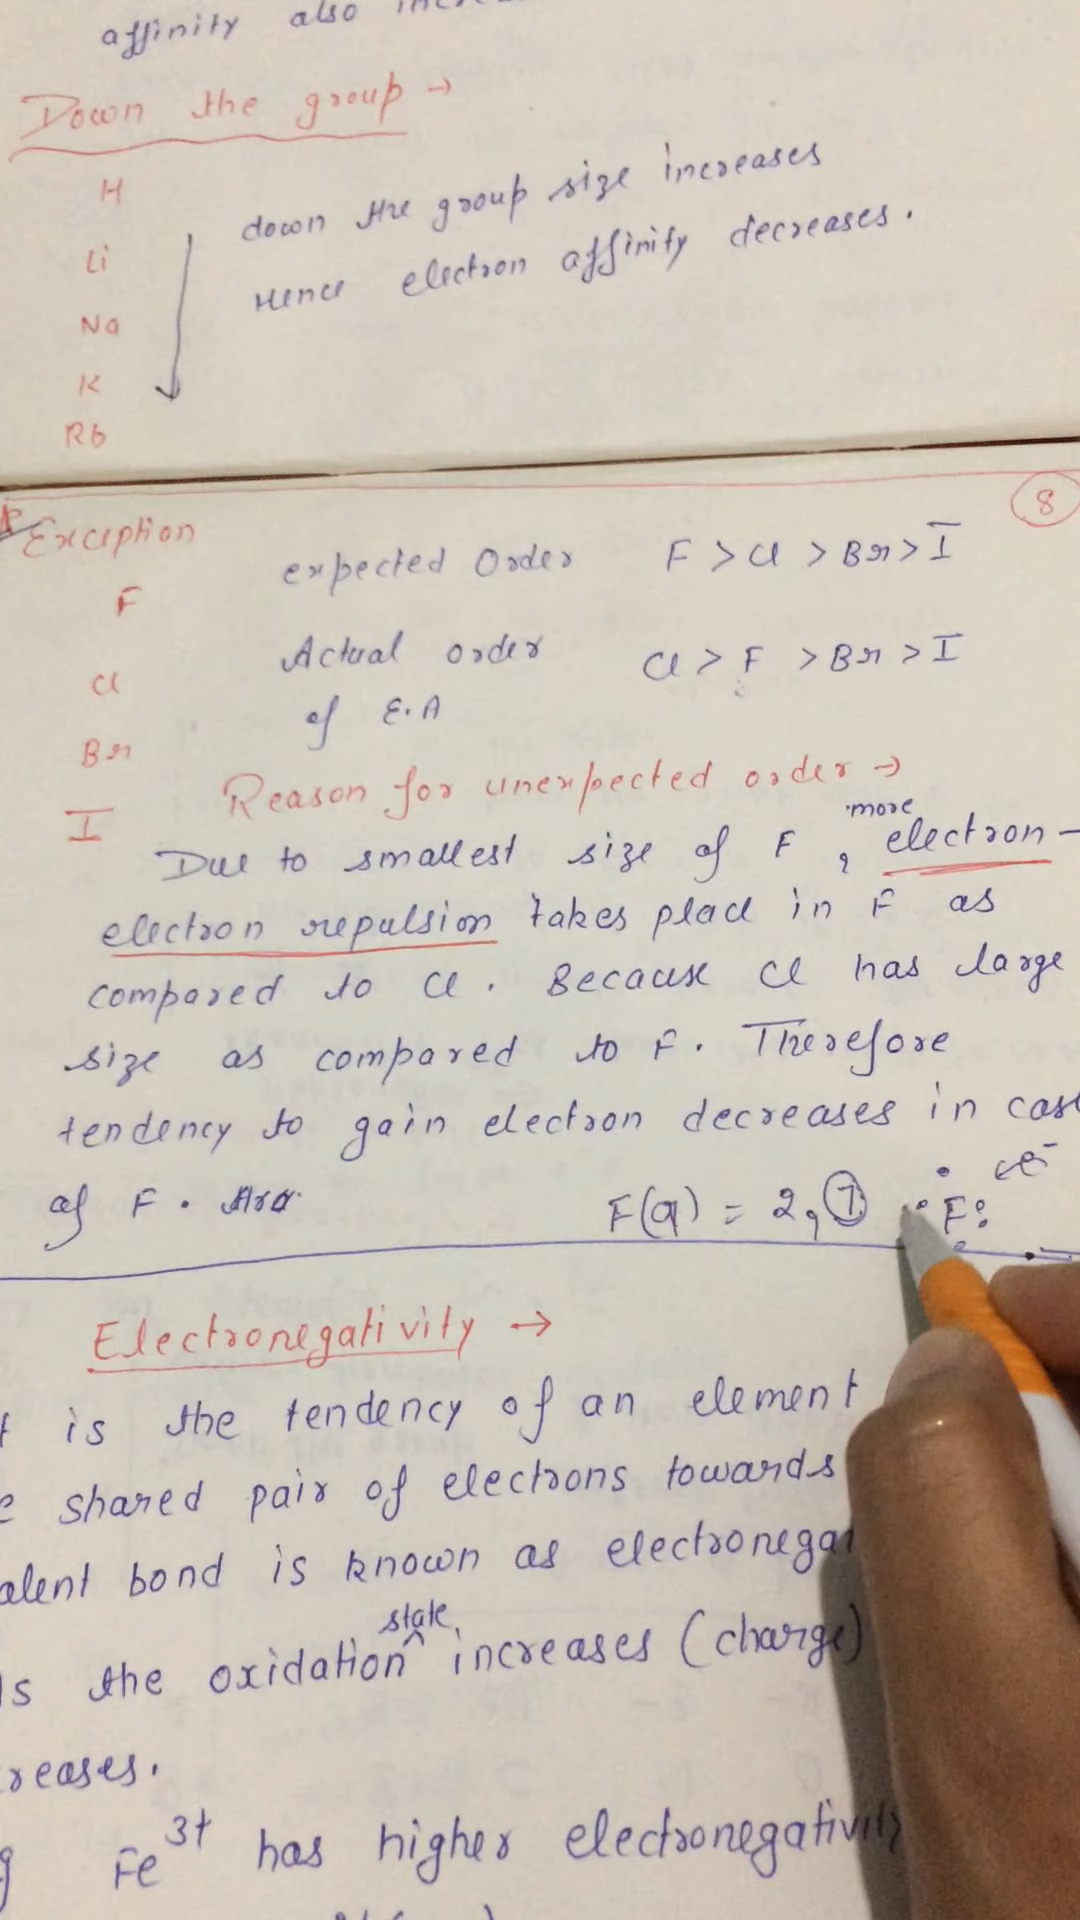 affinity also
Down the group →
H
Li
Na
K
Rb
down the group size increases
Hence electron affinity decreases.
8
Exception
F
Cl
Br
I
expected Order F > Cl > Br > I
Actual order Cl > F > Br > I
of E.A
Reason for unexpected order →
Due to smallest size of F, more electron-
electron repulsion takes place in F as
compared to Cl. Because Cl has large
size as compared to F. Therefore
tendency to gain electron decreases in case
of F.
F(9) = 2,7 F e-
Electronegativity →
is the tendency of an element
shared pair of electrons towards
alent bond is known as electronega
the oxidation state increases (charge)
reases.
Fe3+ has higher electronegativity